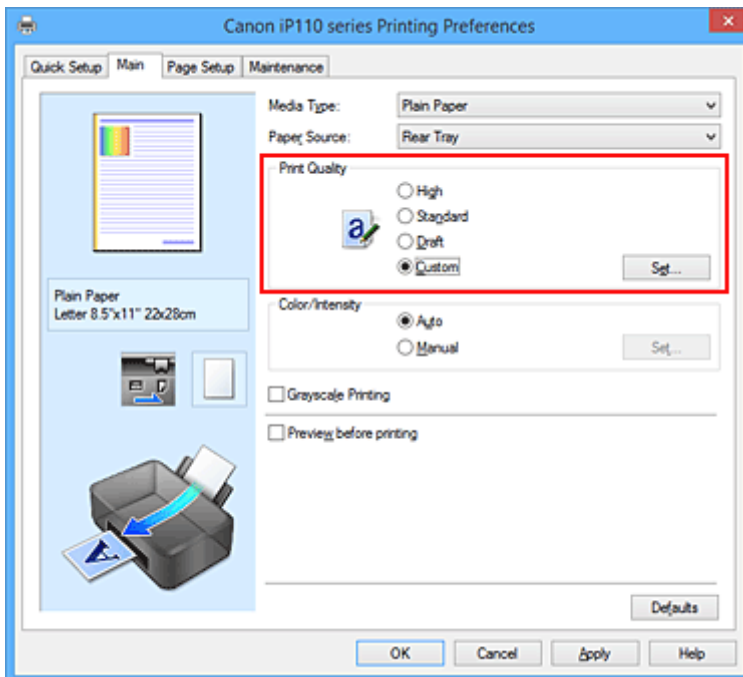 Canon iP110 series Printing Preferences
Quick Setup Main Page Setup Maintenance
Media Type: Plain Paper
Paper Source: Rear Tray
Print Quality
High
a Standard
Draft
Custom Set...
Plain Paper
Letter 8.5"x11" 22x28cm
Color/Intensity
Auto
Manual Set...
Grayscale Printing
Preview before printing
A
Defaults
OK Cancel Apply Help